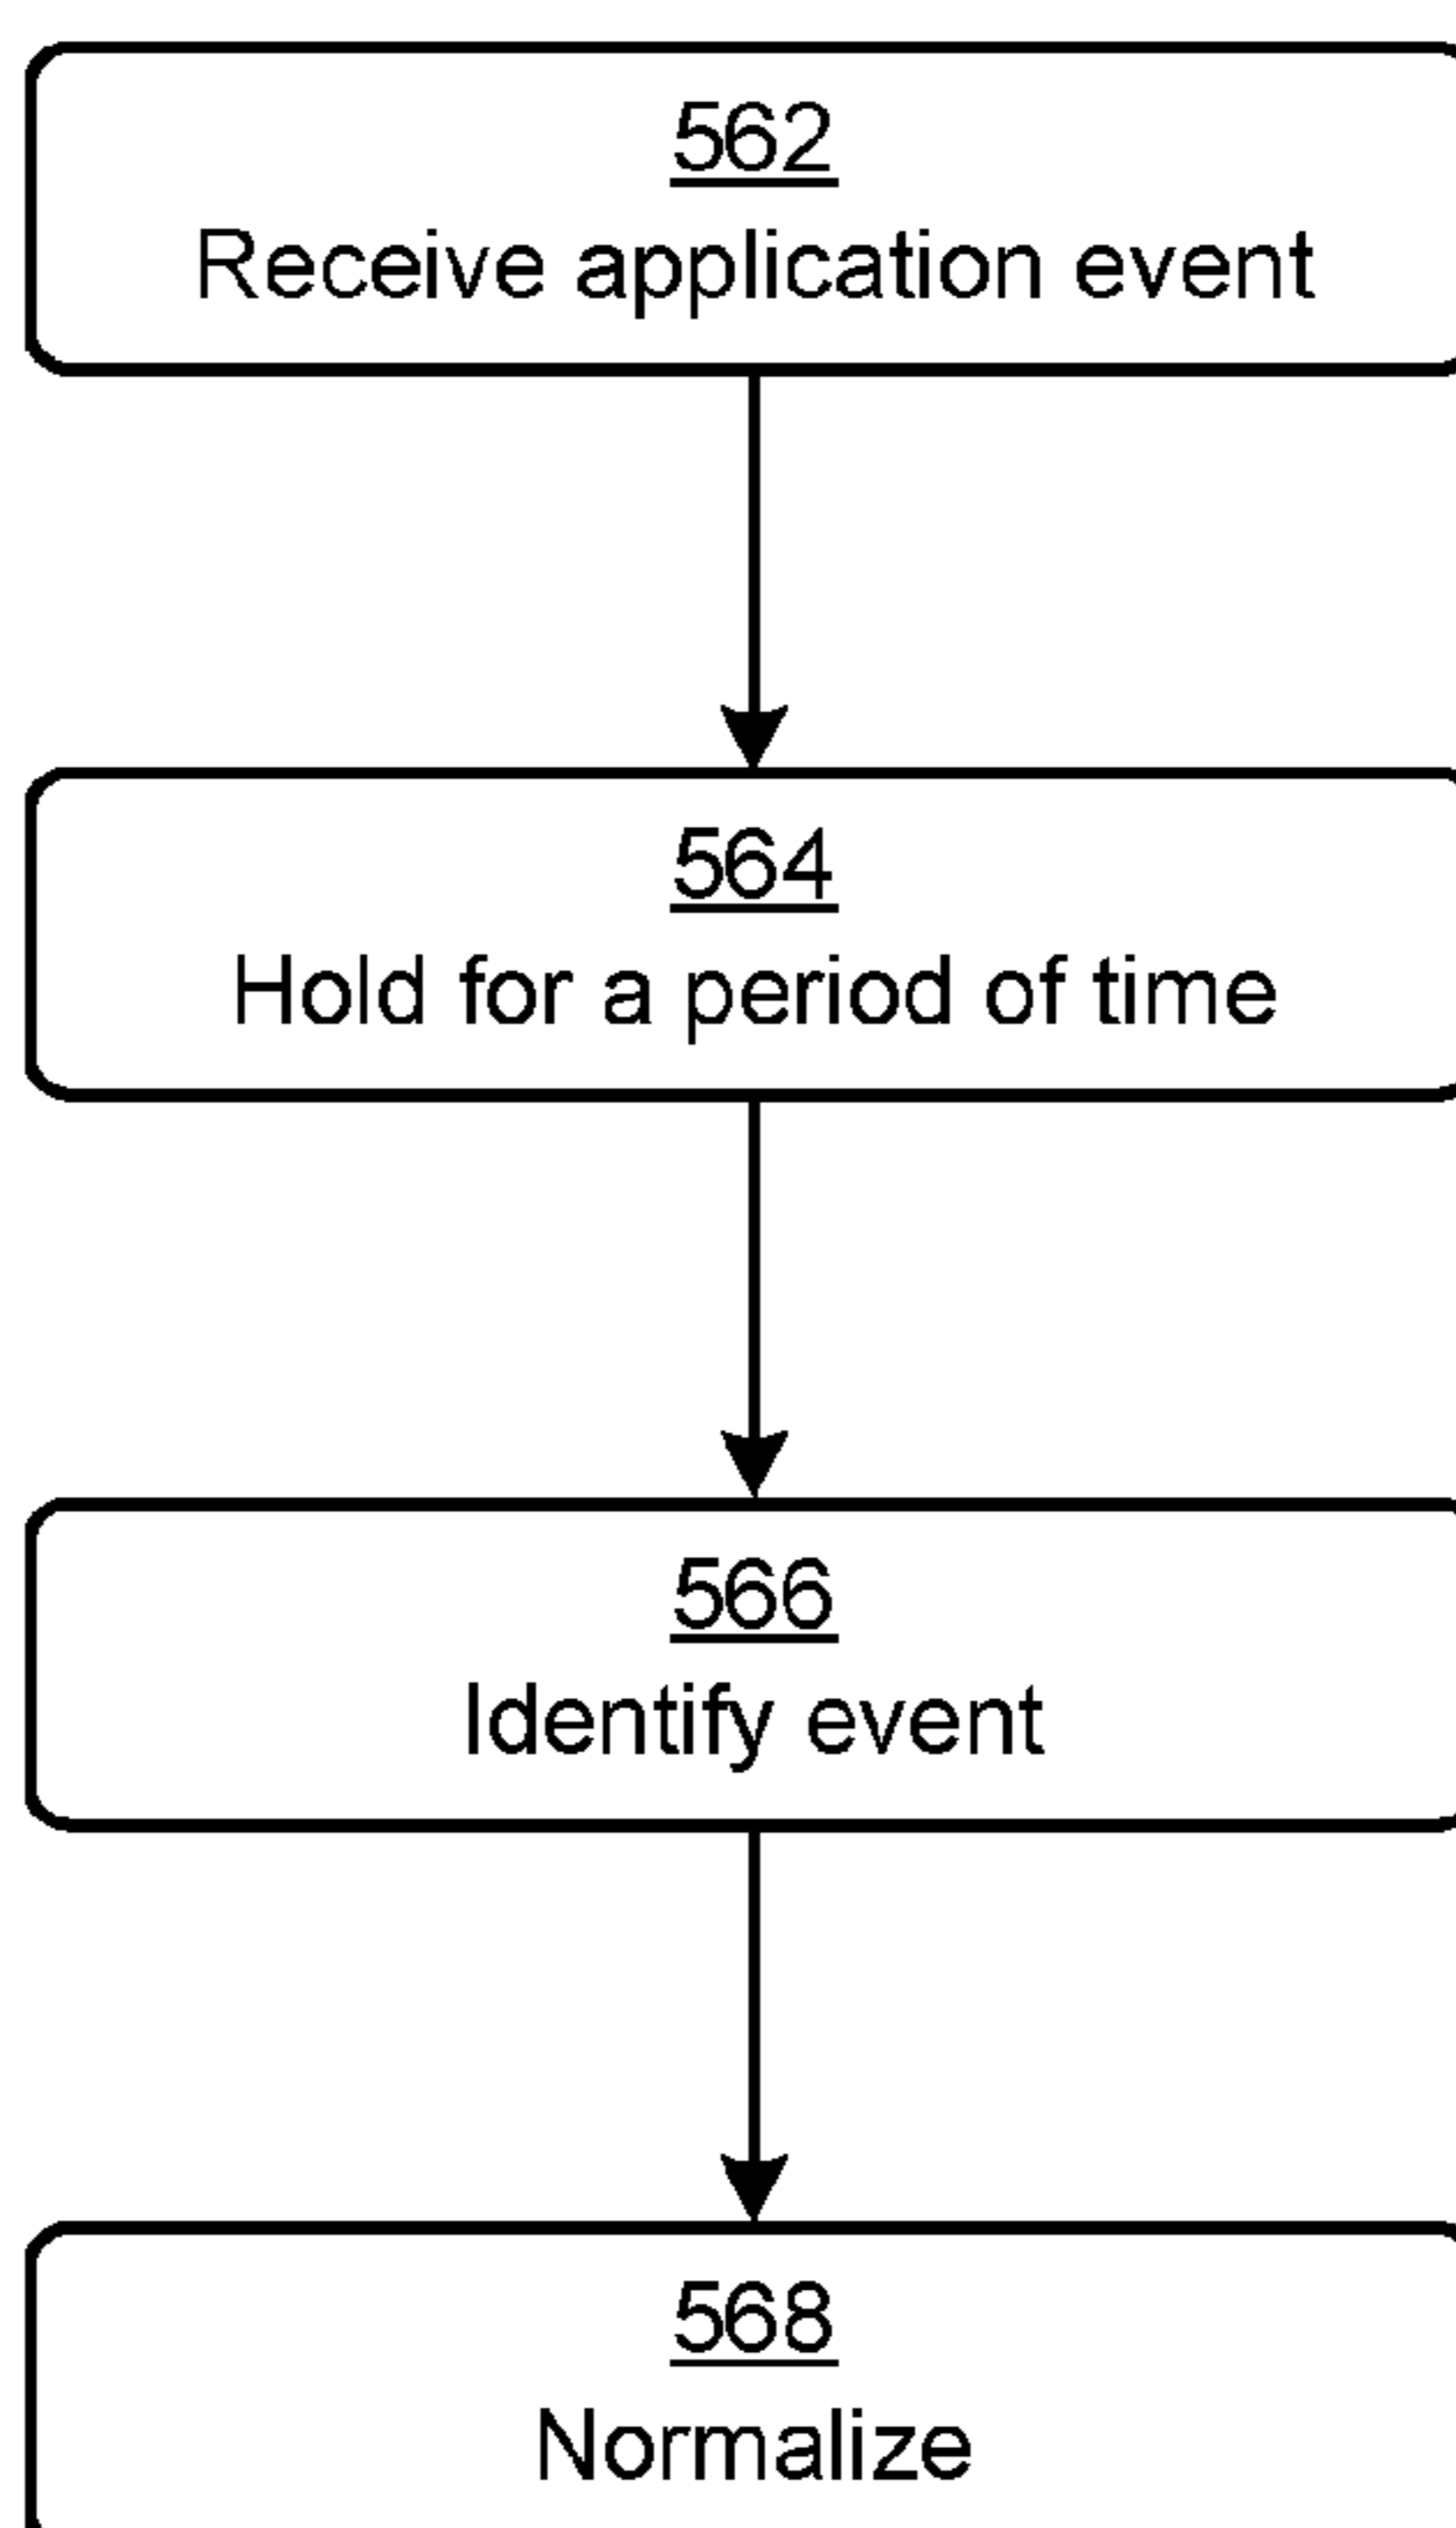 562
Receive application event
564
Hold for a period of time
566
Identify event
568
Normalize